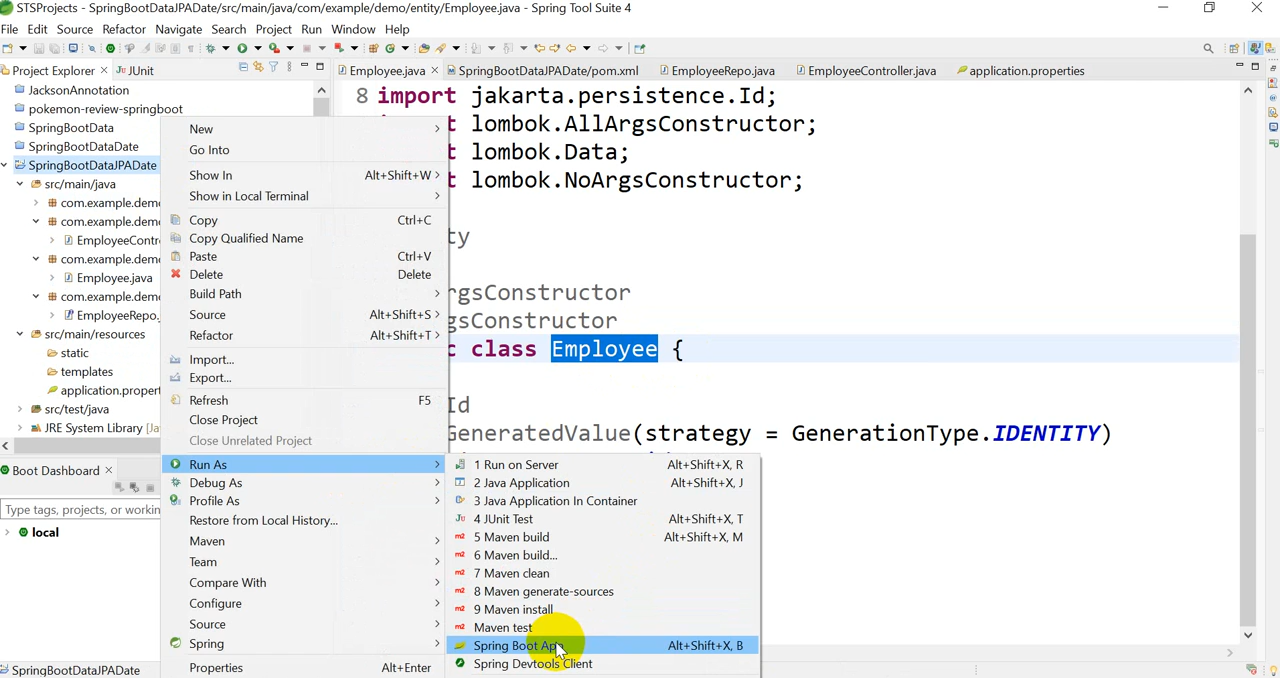 STSProjects - SpringBootDataJPADate/src/main/java/com/example/demo/entity/Employee.java - Spring Tool Suite 4
File Edit Source Refactor Navigate Search Project Run Window Help
Project Explorer × JUnit
Employee.java × SpringBootDataJPADate/pom.xml EmployeeRepo.java EmployeeController.java application.properties
JacksonAnnotation
pokemon-review-springboot
SpringBootData
SpringBootDataDate
SpringBootDataJPADate
src/main/java
com.example.demo
com.example.demo
EmployeeContr
com.example.demo
Employee.java
com.example.demo
EmployeeRepo.
src/main/resources
static
templates
application.propert
src/test/java
JRE System Library [Ja
Boot Dashboard ×
Type tags, projects, or workin
local
SpringBootDataJPADate
New
Go Into
Show In Alt+Shift+W
Show in Local Terminal
Copy Ctrl+C
Copy Qualified Name
Paste Ctrl+V
Delete Delete
Build Path
Source Alt+Shift+S
Refactor Alt+Shift+T
Import...
Export...
Refresh F5
Close Project
Close Unrelated Project
Run As
Debug As
Profile As
Restore from Local History...
Maven
Team
Compare With
Configure
Source
Spring
Properties Alt+Enter
1 Run on Server Alt+Shift+X, R
2 Java Application Alt+Shift+X, J
3 Java Application In Container
4 JUnit Test Alt+Shift+X, T
5 Maven build Alt+Shift+X, M
6 Maven build...
7 Maven clean
8 Maven generate-sources
9 Maven install
Maven test
Spring Boot App Alt+Shift+X, B
Spring Devtools Client
8 import jakarta.persistence.Id;
t lombok.AllArgsConstructor;
t lombok.Data;
t lombok.NoArgsConstructor;
ty
rgsConstructor
gsConstructor
c class Employee {
Id
GeneratedValue(strategy = GenerationType.IDENTITY)